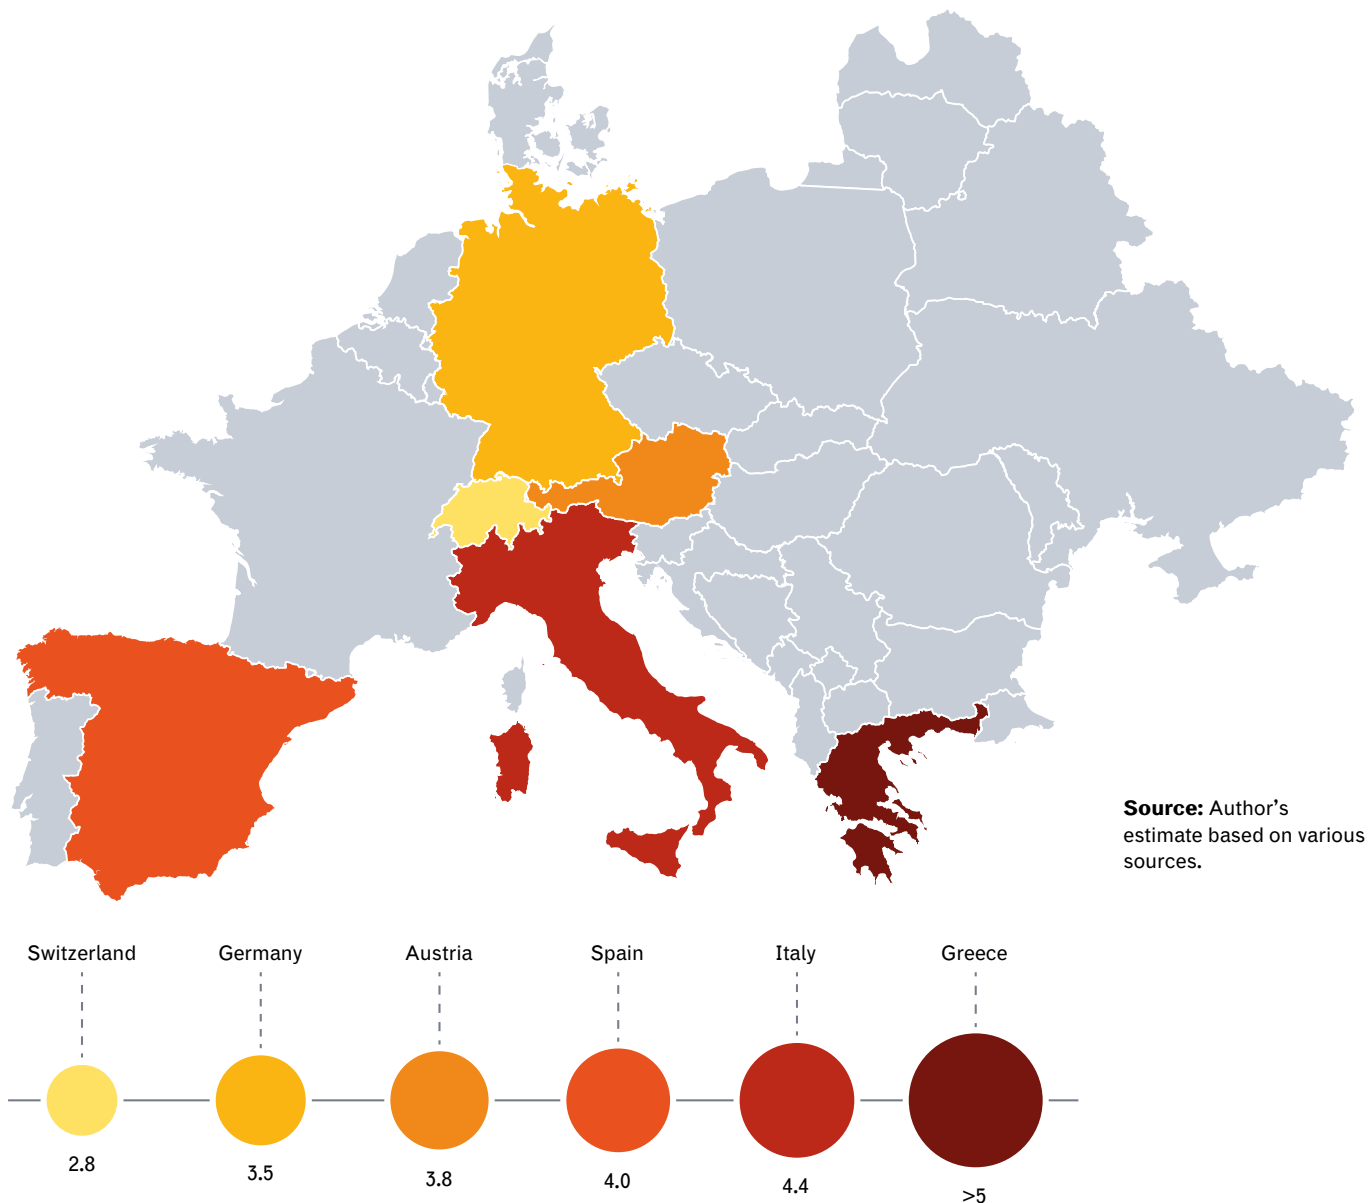 Source: Author’s
estimate based on various
sources.
Switzerland
Germany
Austria
Spain
Italy
Greece
2.8
3.5
3.8
4.0
4.4
>5